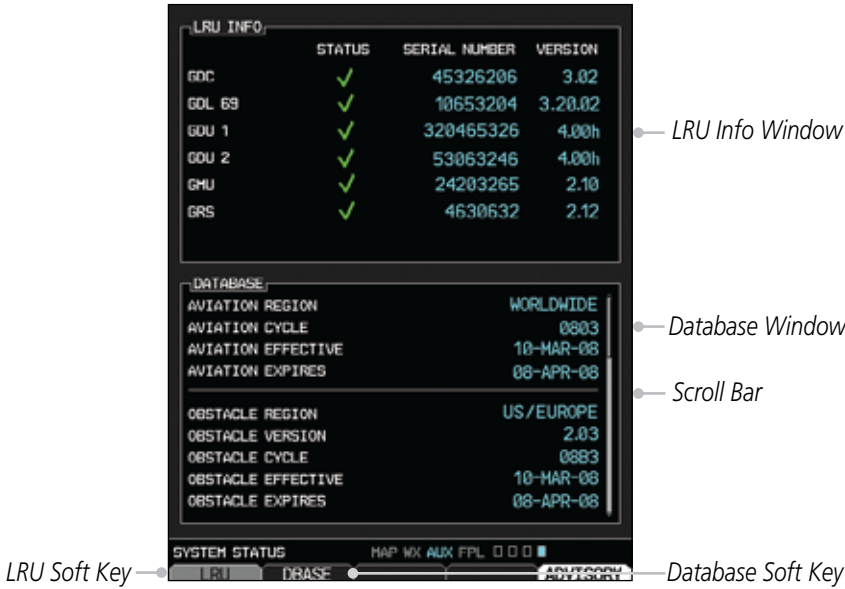 LRU INFO
STATUS SERIAL NUMBER VERSION
GDC 45326206 3.02
GDL 69 10653204 3.20.02
GDU 1 320465326 4.00h
GDU 2 53063246 4.00h
GMU 24203265 2.10
GRS 4630632 2.12
LRU Info Window
DATABASE
AVIATION REGION WORLDWIDE
AVIATION CYCLE 0803
AVIATION EFFECTIVE 10-MAR-08
AVIATION EXPIRES 08-APR-08
Database Window
Scroll Bar
OBSTACLE REGION US/EUROPE
OBSTACLE VERSION 2.03
OBSTACLE CYCLE 08B3
OBSTACLE EFFECTIVE 10-MAR-08
OBSTACLE EXPIRES 08-APR-08
SYSTEM STATUS MAP WX AUX FPL
LRU Soft Key
LRU DBASE ADVISORY
Database Soft Key